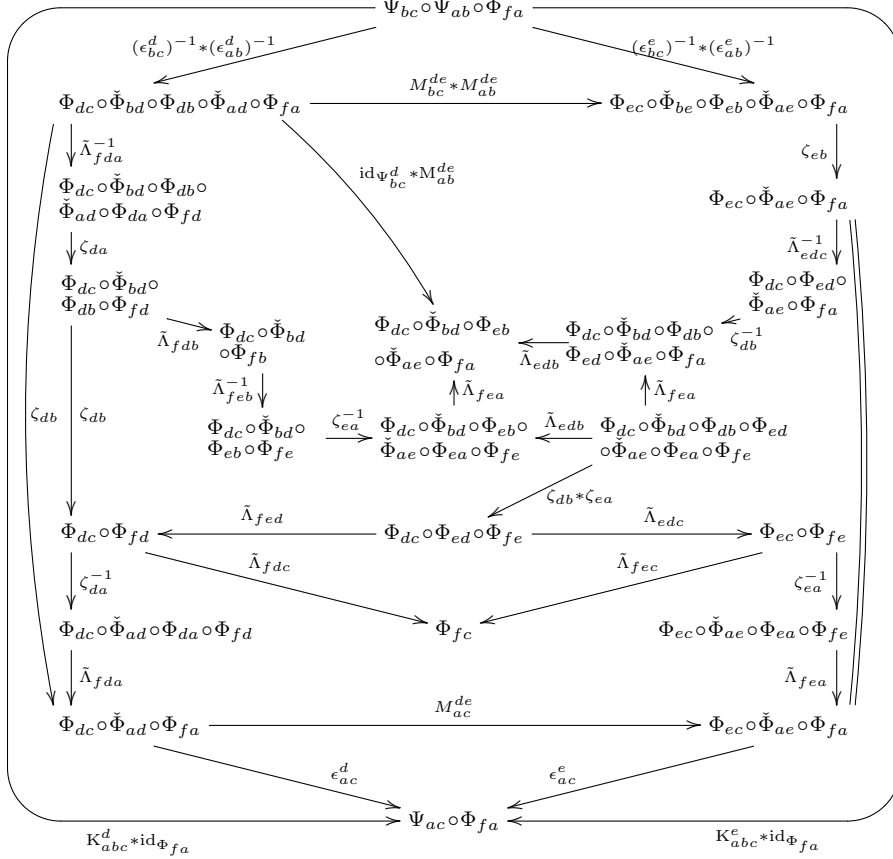 Ψ_{bc}∘Ψ_{ab}∘Φ_{fa}
(ϵ^d_{bc})^{-1}*(ϵ^d_{ab})^{-1} (ϵ^e_{bc})^{-1}*(ϵ^e_{ab})^{-1}
Φ_{dc}∘Φ̌_{bd}∘Φ_{db}∘Φ̌_{ad}∘Φ_{fa} M^{de}_{bc}*M^{de}_{ab} Φ_{ec}∘Φ̌_{be}∘Φ_{eb}∘Φ̌_{ae}∘Φ_{fa}
Λ̃^{-1}_{fda} id_{Ψ^d_{bc}}*M^{de}_{ab} ζ_{eb}
Φ_{dc}∘Φ̌_{bd}∘Φ_{db}∘
Φ̌_{ad}∘Φ_{da}∘Φ_{fd} Φ_{ec}∘Φ̌_{ae}∘Φ_{fa}
ζ_{da} Λ̃^{-1}_{edc}
Φ_{dc}∘Φ̌_{bd}∘ Φ_{dc}∘Φ_{ed}∘
Φ_{db}∘Φ_{fd} Φ̌_{ae}∘Φ_{fa}
Λ̃_{fdb} Φ_{dc}∘Φ̌_{bd} Φ_{dc}∘Φ̌_{bd}∘Φ_{eb} Φ_{dc}∘Φ̌_{bd}∘Φ_{db}∘ ζ^{-1}_{db}
∘Φ_{fb} ∘Φ̌_{ae}∘Φ_{fa} Λ̃_{edb} Φ_{ed}∘Φ̌_{ae}∘Φ_{fa}
Λ̃^{-1}_{feb} Λ̃_{fea} Λ̃_{fea}
ζ_{db} ζ_{db} Φ_{dc}∘Φ̌_{bd}∘ ζ^{-1}_{ea} Φ_{dc}∘Φ̌_{bd}∘Φ_{eb}∘ Λ̃_{edb} Φ_{dc}∘Φ̌_{bd}∘Φ_{db}∘Φ_{ed}
Φ_{eb}∘Φ_{fe} Φ̌_{ae}∘Φ_{ea}∘Φ_{fe} ∘Φ̌_{ae}∘Φ_{ea}∘Φ_{fe}
ζ_{db}*ζ_{ea}
Φ_{dc}∘Φ_{fd} Λ̃_{fed} Φ_{dc}∘Φ_{ed}∘Φ_{fe} Λ̃_{edc} Φ_{ec}∘Φ_{fe}
ζ^{-1}_{da} Λ̃_{fdc} Λ̃_{fec} ζ^{-1}_{ea}
Φ_{dc}∘Φ̌_{ad}∘Φ_{da}∘Φ_{fd} Φ_{fc} Φ_{ec}∘Φ̌_{ae}∘Φ_{ea}∘Φ_{fe}
Λ̃_{fda} Λ̃_{fea}
Φ_{dc}∘Φ̌_{ad}∘Φ_{fa} M^{de}_{ac} Φ_{ec}∘Φ̌_{ae}∘Φ_{fa}
ϵ^d_{ac} ϵ^e_{ac}
Ψ_{ac}∘Φ_{fa}
K^d_{abc}*id_{Φ_{fa}} K^e_{abc}*id_{Φ_{fa}}